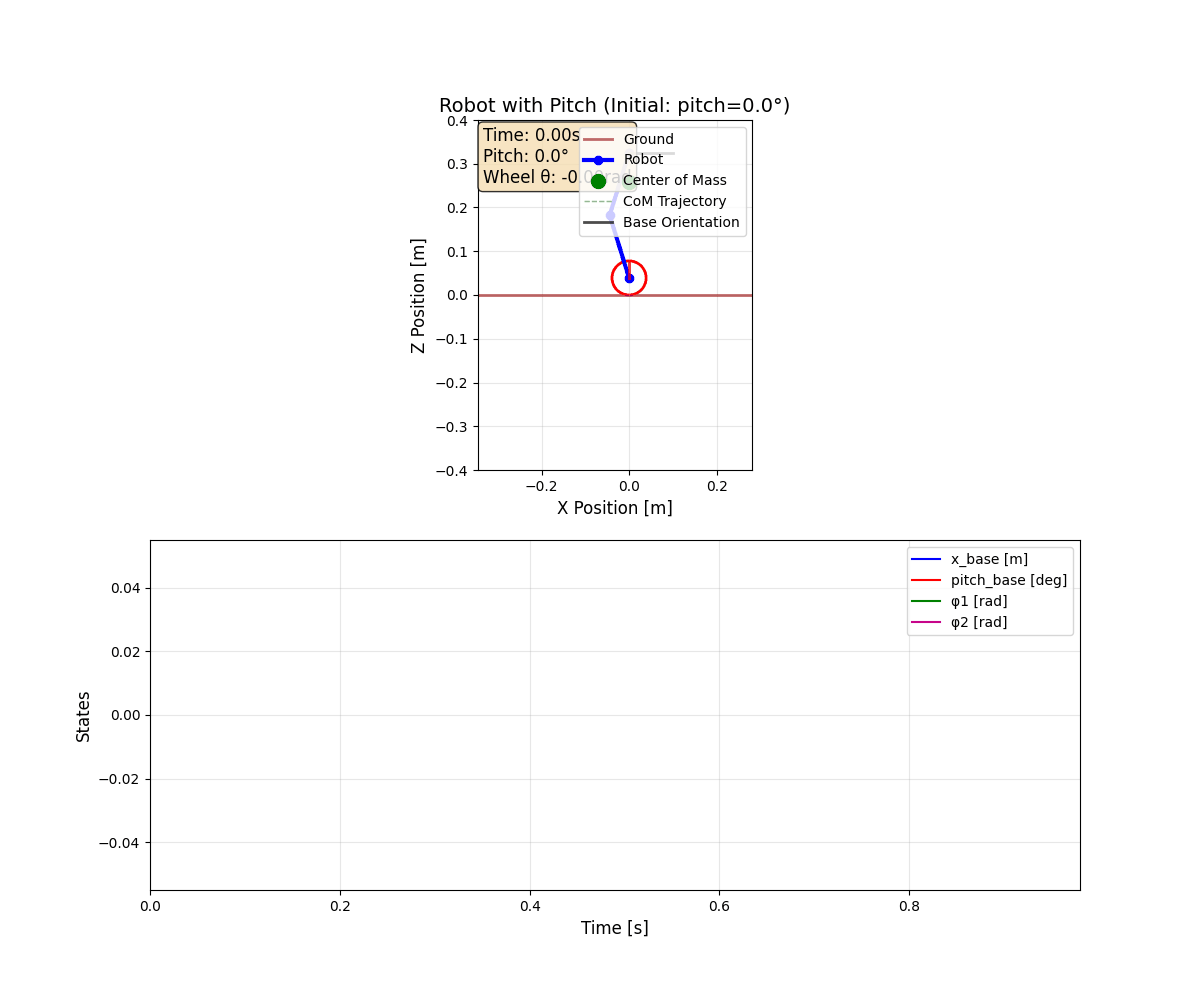 Robot with Pitch (Initial: pitch=0.0°)
Time: 0.00s
Pitch: 0.0°
Wheel θ: -0.00rad
Ground
Robot
Center of Mass
CoM Trajectory
Base Orientation
0.4
0.3
0.2
0.1
0.0
−0.1
−0.2
−0.3
−0.4
Z Position [m]
−0.2
0.0
0.2
X Position [m]
x_base [m]
pitch_base [deg]
φ1 [rad]
φ2 [rad]
0.04
0.02
0.00
−0.02
−0.04
States
0.0
0.2
0.4
0.6
0.8
Time [s]